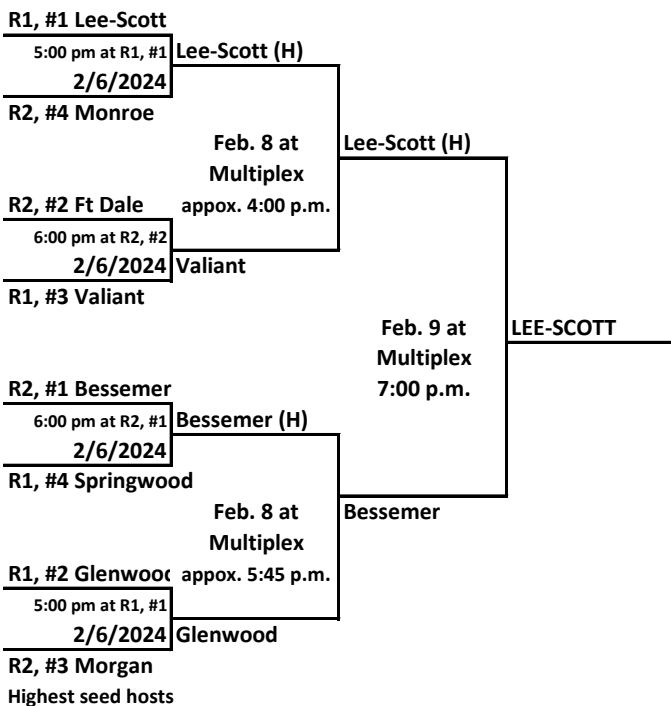 R1, #1 Lee-Scott
5:00 pm at R1, #1
Lee-Scott (H)
2/6/2024
R2, #4 Monroe
Feb. 8 at
Multiplex
appox. 4:00 p.m.
Lee-Scott (H)
R2, #2 Ft Dale
6:00 pm at R2, #2
2/6/2024
Valiant
R1, #3 Valiant
Feb. 9 at
Multiplex
7:00 p.m.
LEE-SCOTT
R2, #1 Bessemer
6:00 pm at R2, #1
Bessemer (H)
2/6/2024
R1, #4 Springwood
Feb. 8 at
Multiplex
appox. 5:45 p.m.
Bessemer
R1, #2 Glenwood
5:00 pm at R1, #1
2/6/2024
Glenwood
R2, #3 Morgan
Highest seed hosts